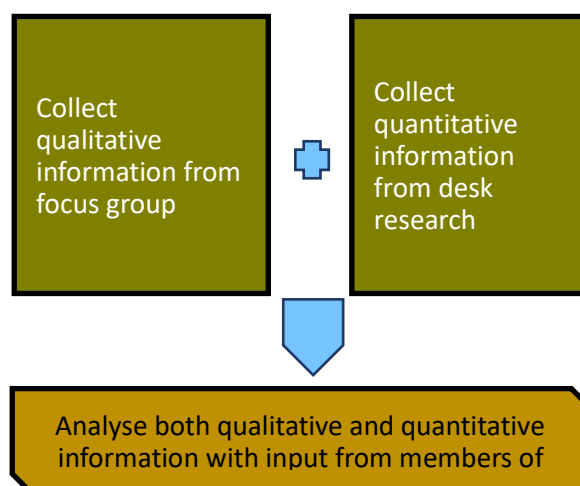 Collect
qualitative
information from
focus group
Collect
quantitative
information
from desk
research
Analyse both qualitative and quantitative
information with input from members of